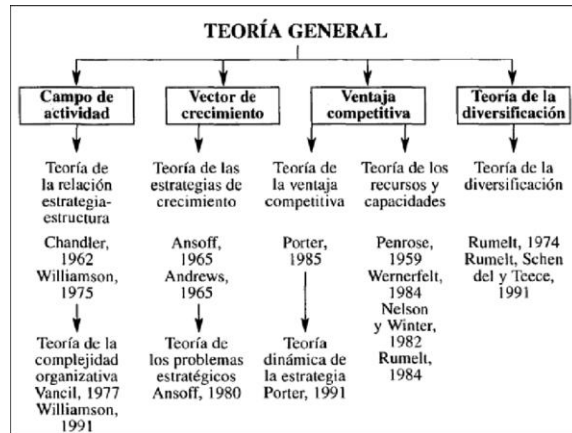 TEORÍA GENERAL
Campo de
actividad
Vector de
crecimiento
Ventaja
competitiva
Teoría de la
diversificación
Teoría de
la relación
estrategia-
estructura
Chandler,
1962
Williamson,
1975
Teoría de la
complejidad
organizativa
Vancil, 1977
Williamson,
1991
Teoría de las
estrategias de
crecimiento
Ansoff,
1965
Andrews,
1965
Teoría de
los problemas
estratégicos
Ansoff, 1980
Teoría de
la ventaja
competitiva
Porter,
1985
Teoría
dinámica de
la estrategia
Porter, 1991
Teoría de los
recursos y
capacidades
Penrose,
1959
Wernerfelt,
1984
Nelson
y Winter,
1982
Rumelt,
1984
Teoría de la
diversificación
Rumelt, 1974
Rumelt, Schen
del y Teece,
1991